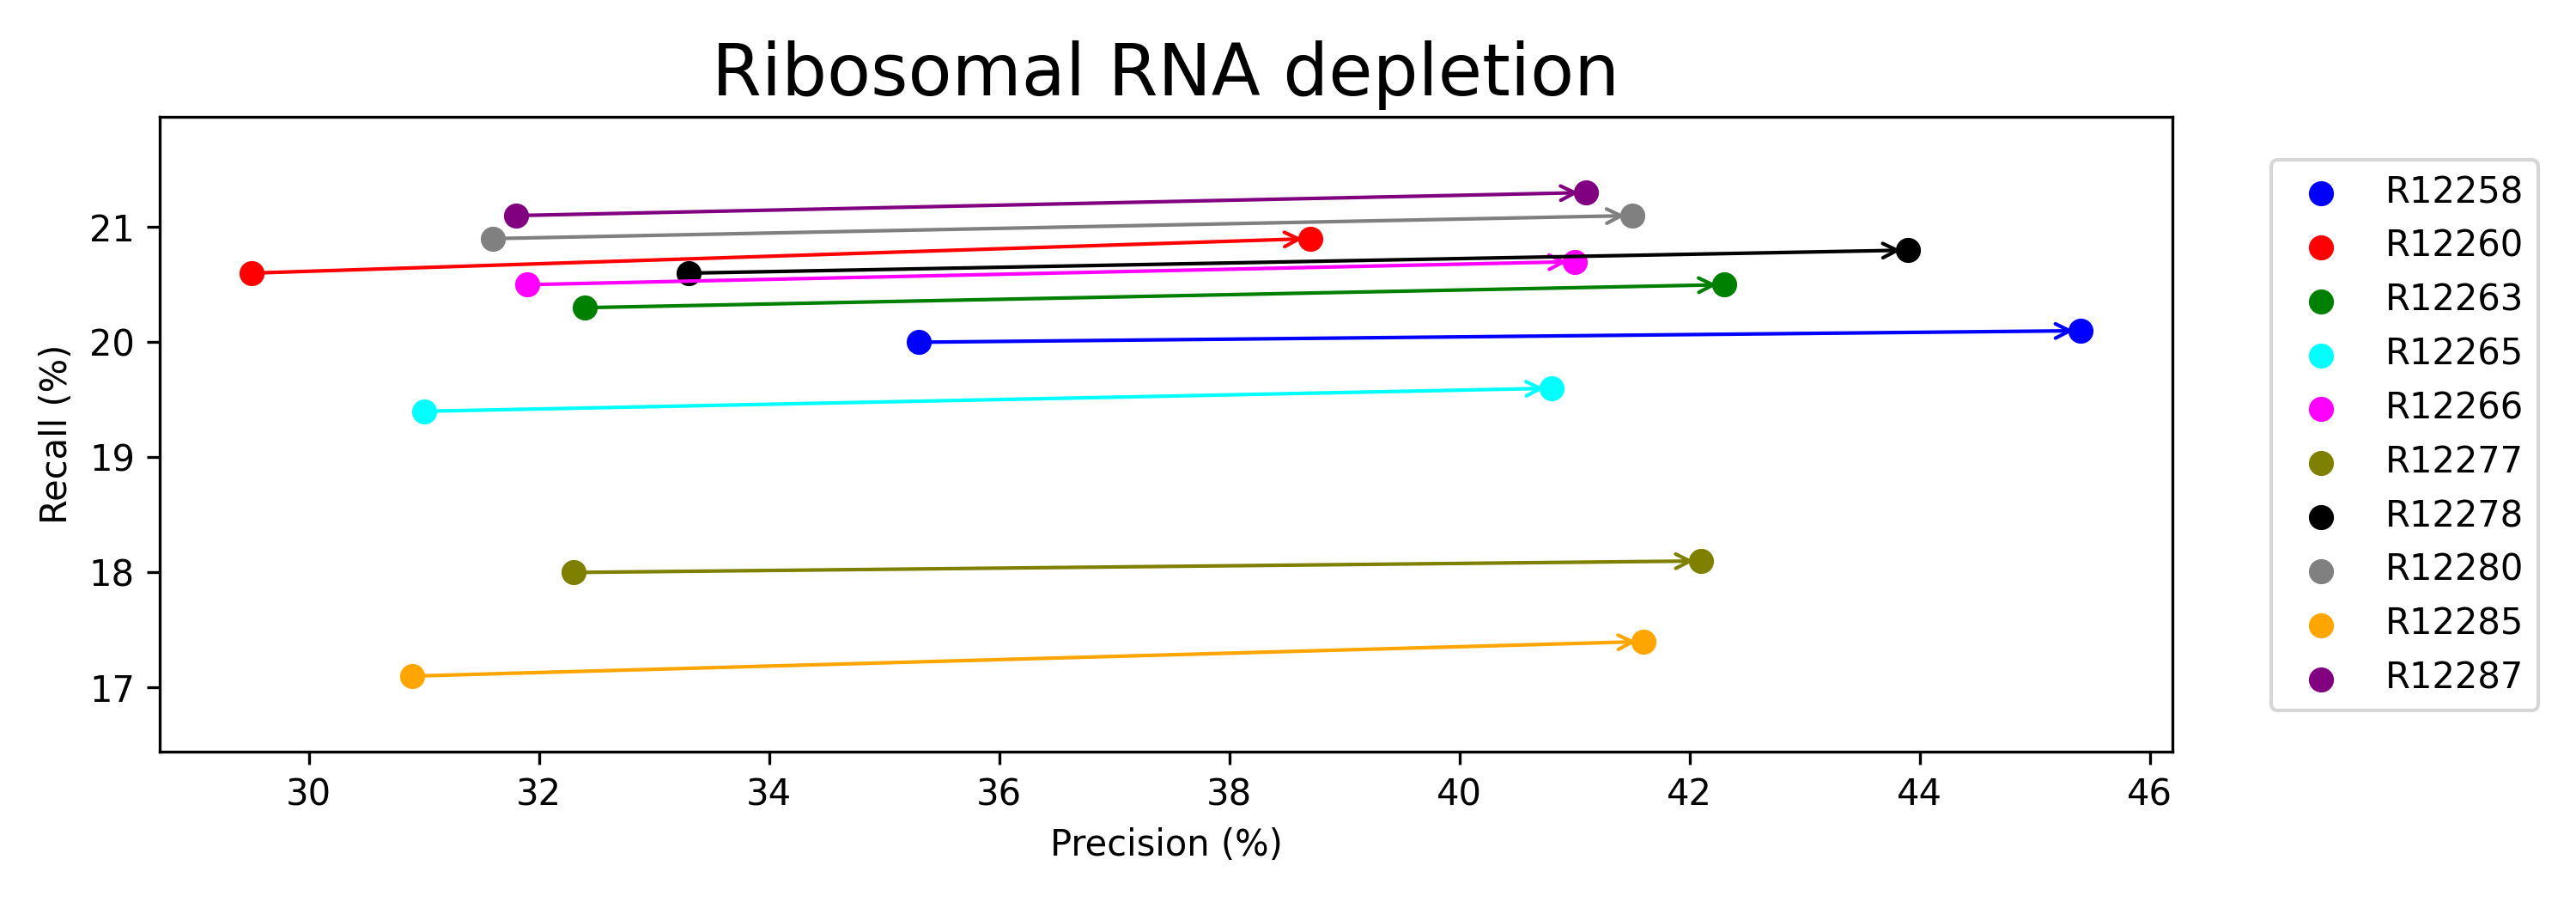 Ribosomal RNA depletion
Recall (%)
21
20
19
18
17
30 32 34 36 38 40 42 44 46
Precision (%)
R12258
R12260
R12263
R12265
R12266
R12277
R12278
R12280
R12285
R12287